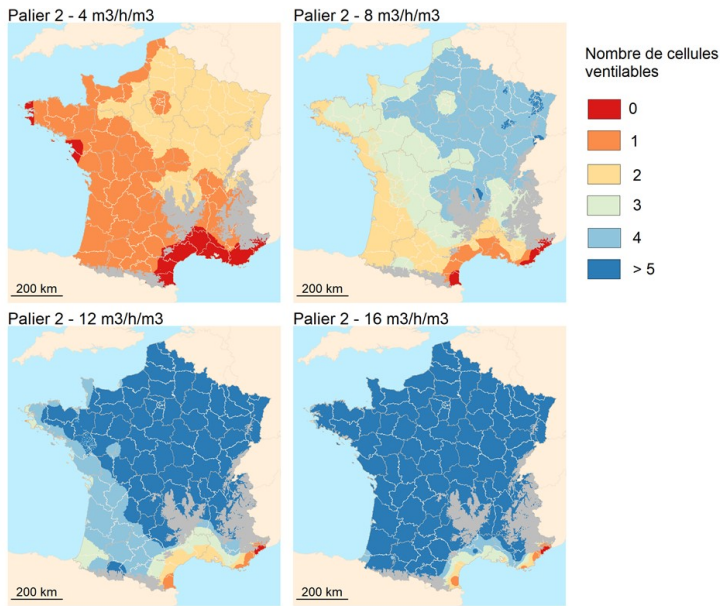 Palier 2 - 4 m3/h/m3
Palier 2 - 8 m3/h/m3
Nombre de cellules
ventilables
0
1
2
3
4
> 5
200 km
200 km
Palier 2 - 12 m3/h/m3
Palier 2 - 16 m3/h/m3
200 km
200 km